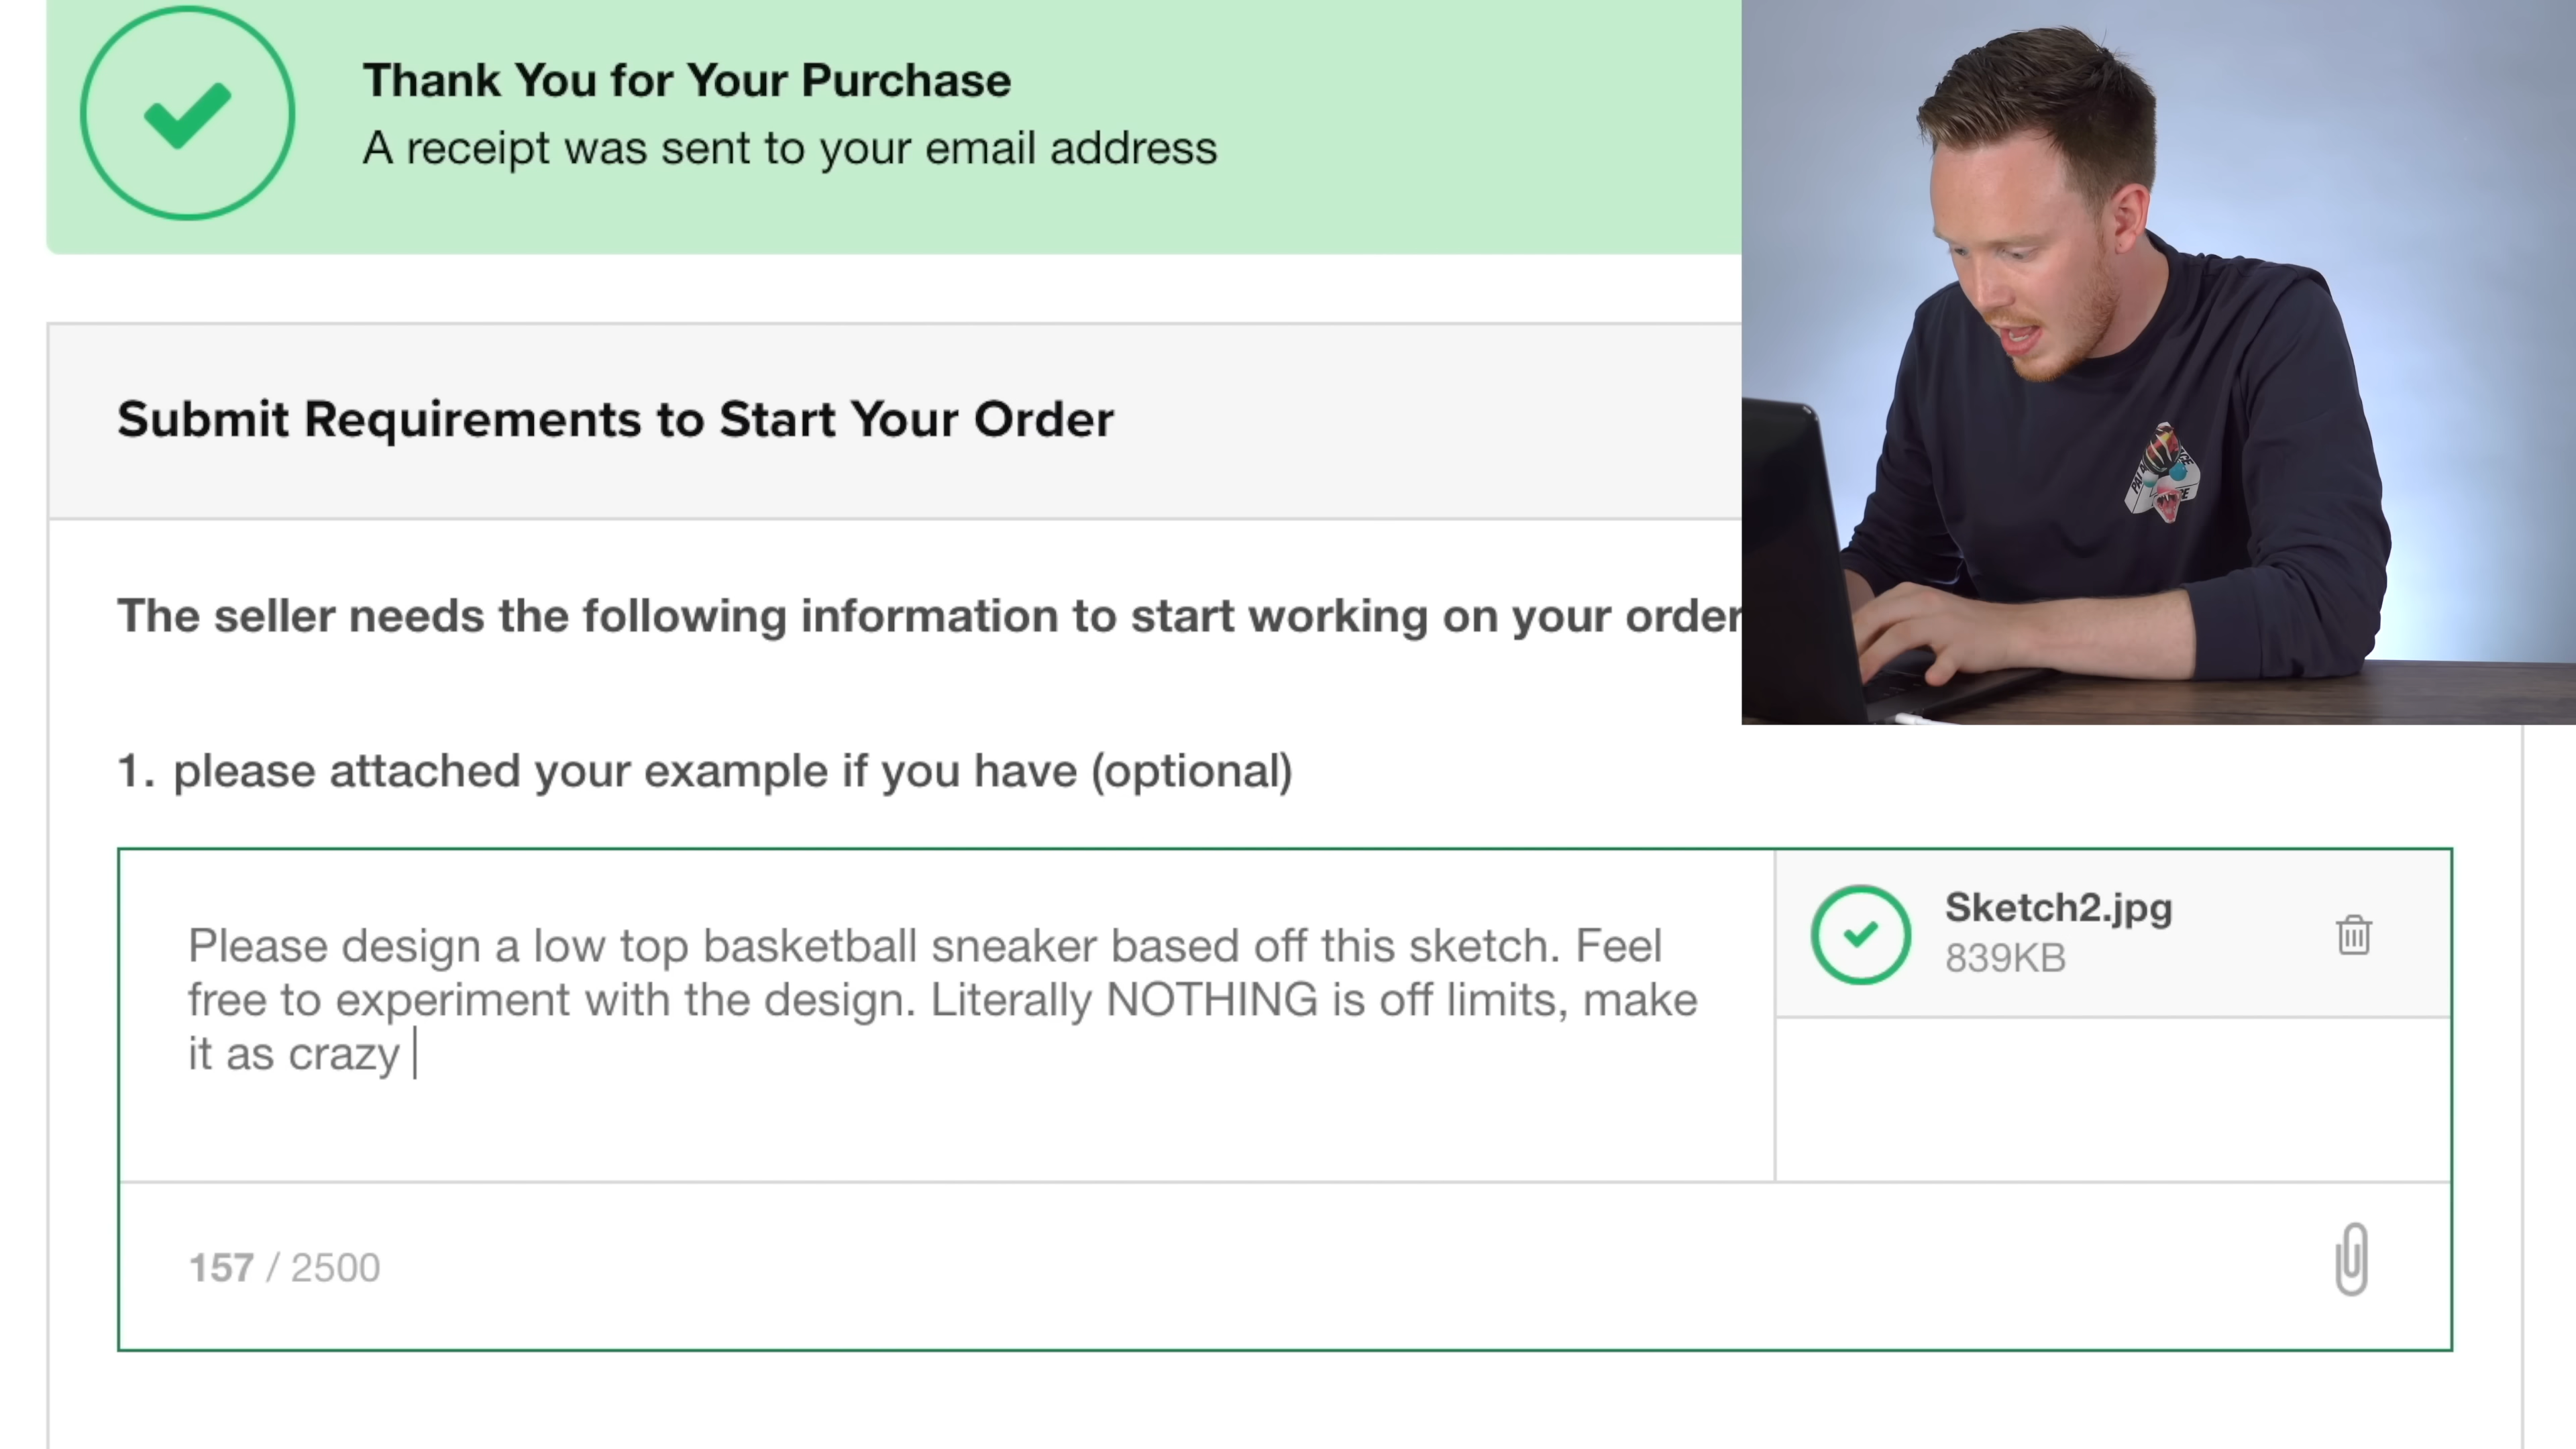 Thank You for Your Purchase
A receipt was sent to your email address
Submit Requirements to Start Your Order
The seller needs the following information to start working on your order
1. please attached your example if you have (optional)
Please design a low top basketball sneaker based off this sketch. Feel
free to experiment with the design. Literally NOTHING is off limits, make
it as crazy
Sketch2.jpg
839KB
157 / 2500